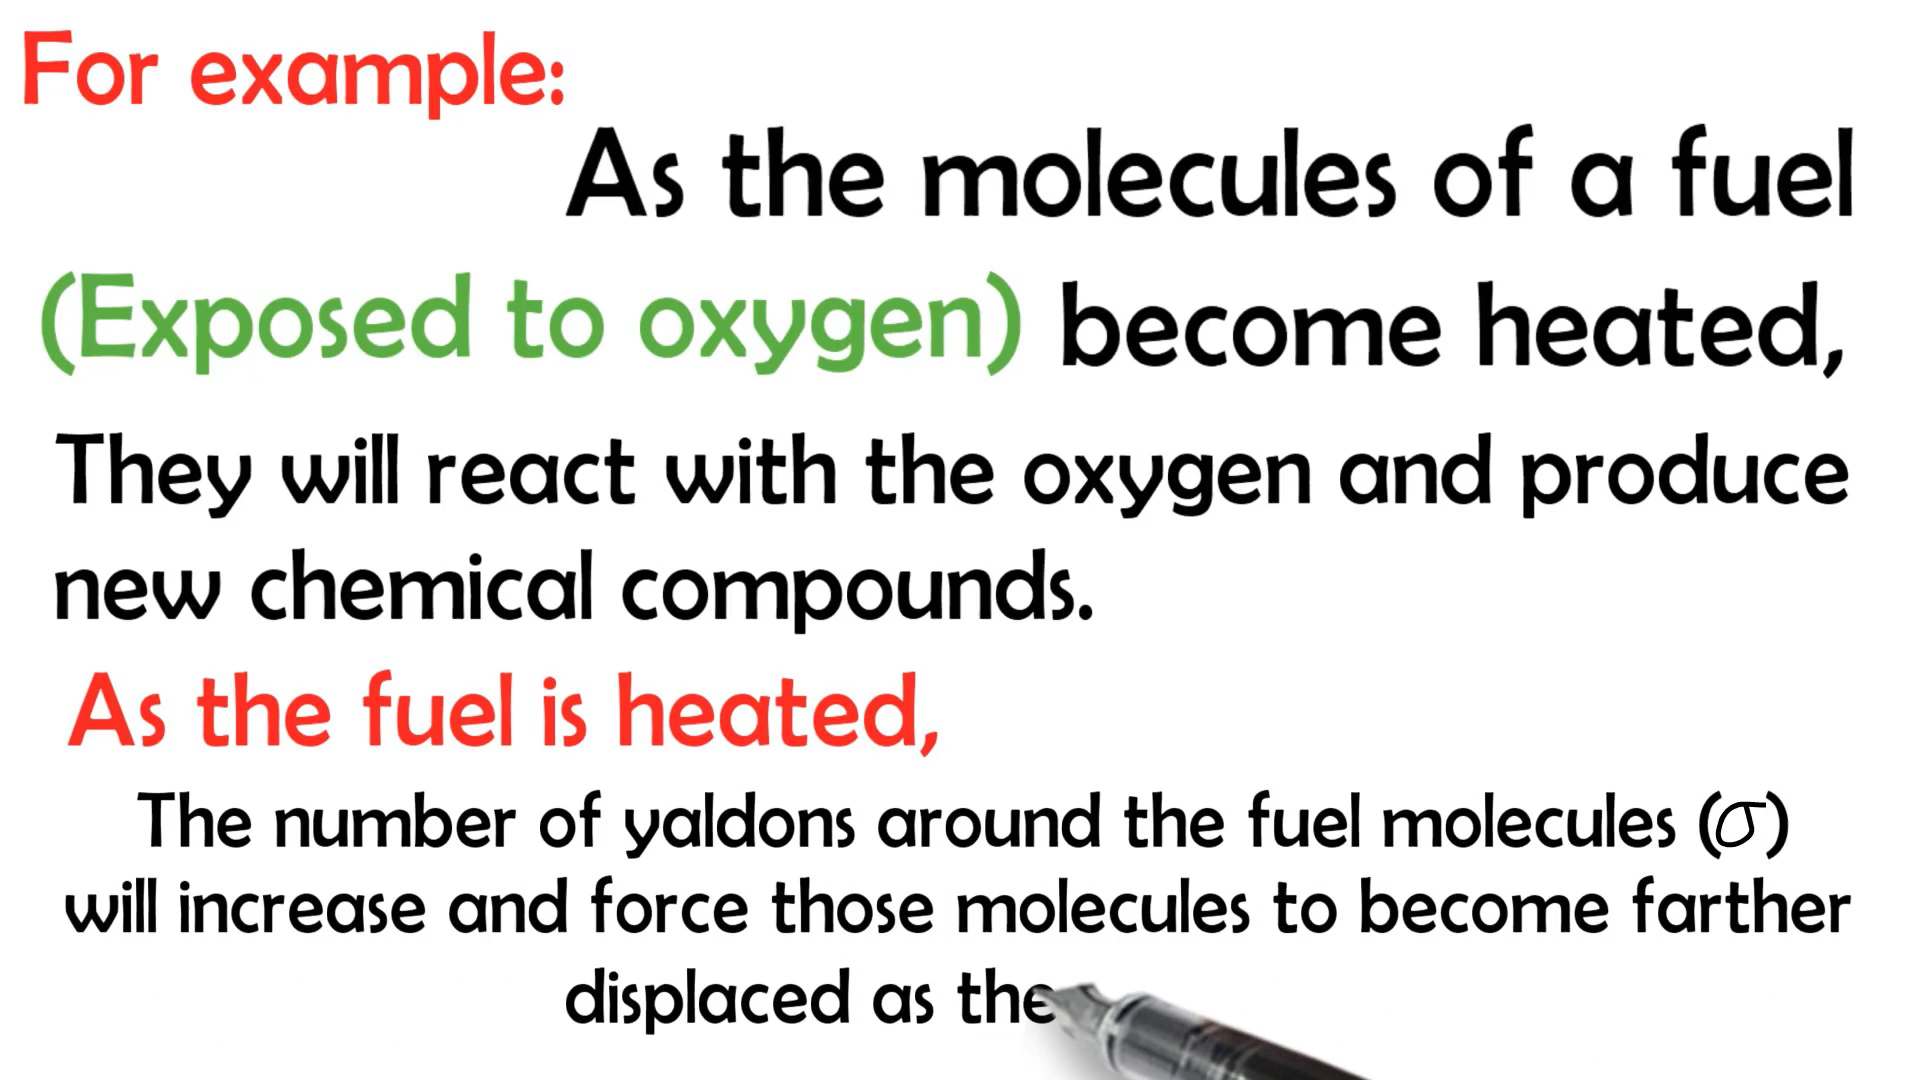 For example:
As the molecules of a fuel
(Exposed to oxygen) become heated,
They will react with the oxygen and produce
new chemical compounds.
As the fuel is heated,
The number of yaldons around the fuel molecules (σ)
will increase and force those molecules to become farther
displaced as the